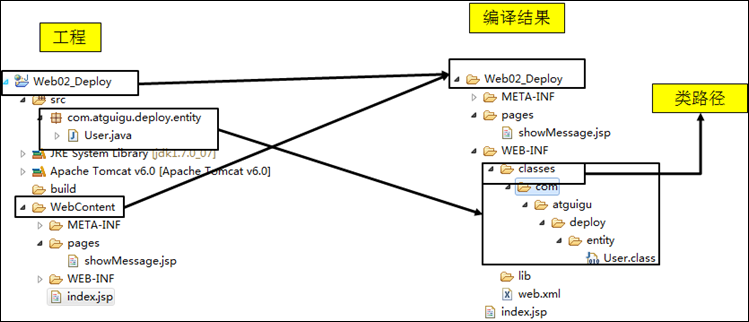 工程
编译结果
类路径
Web02_Deploy
src
com.atguigu.deploy.entity
User.java
JRE System Library [jdk1.7.0_07]
Apache Tomcat v6.0 [Apache Tomcat v6.0]
build
WebContent
META-INF
pages
showMessage.jsp
WEB-INF
index.jsp
Web02_Deploy
META-INF
pages
showMessage.jsp
WEB-INF
classes
com
atguigu
deploy
entity
User.class
lib
web.xml
index.jsp